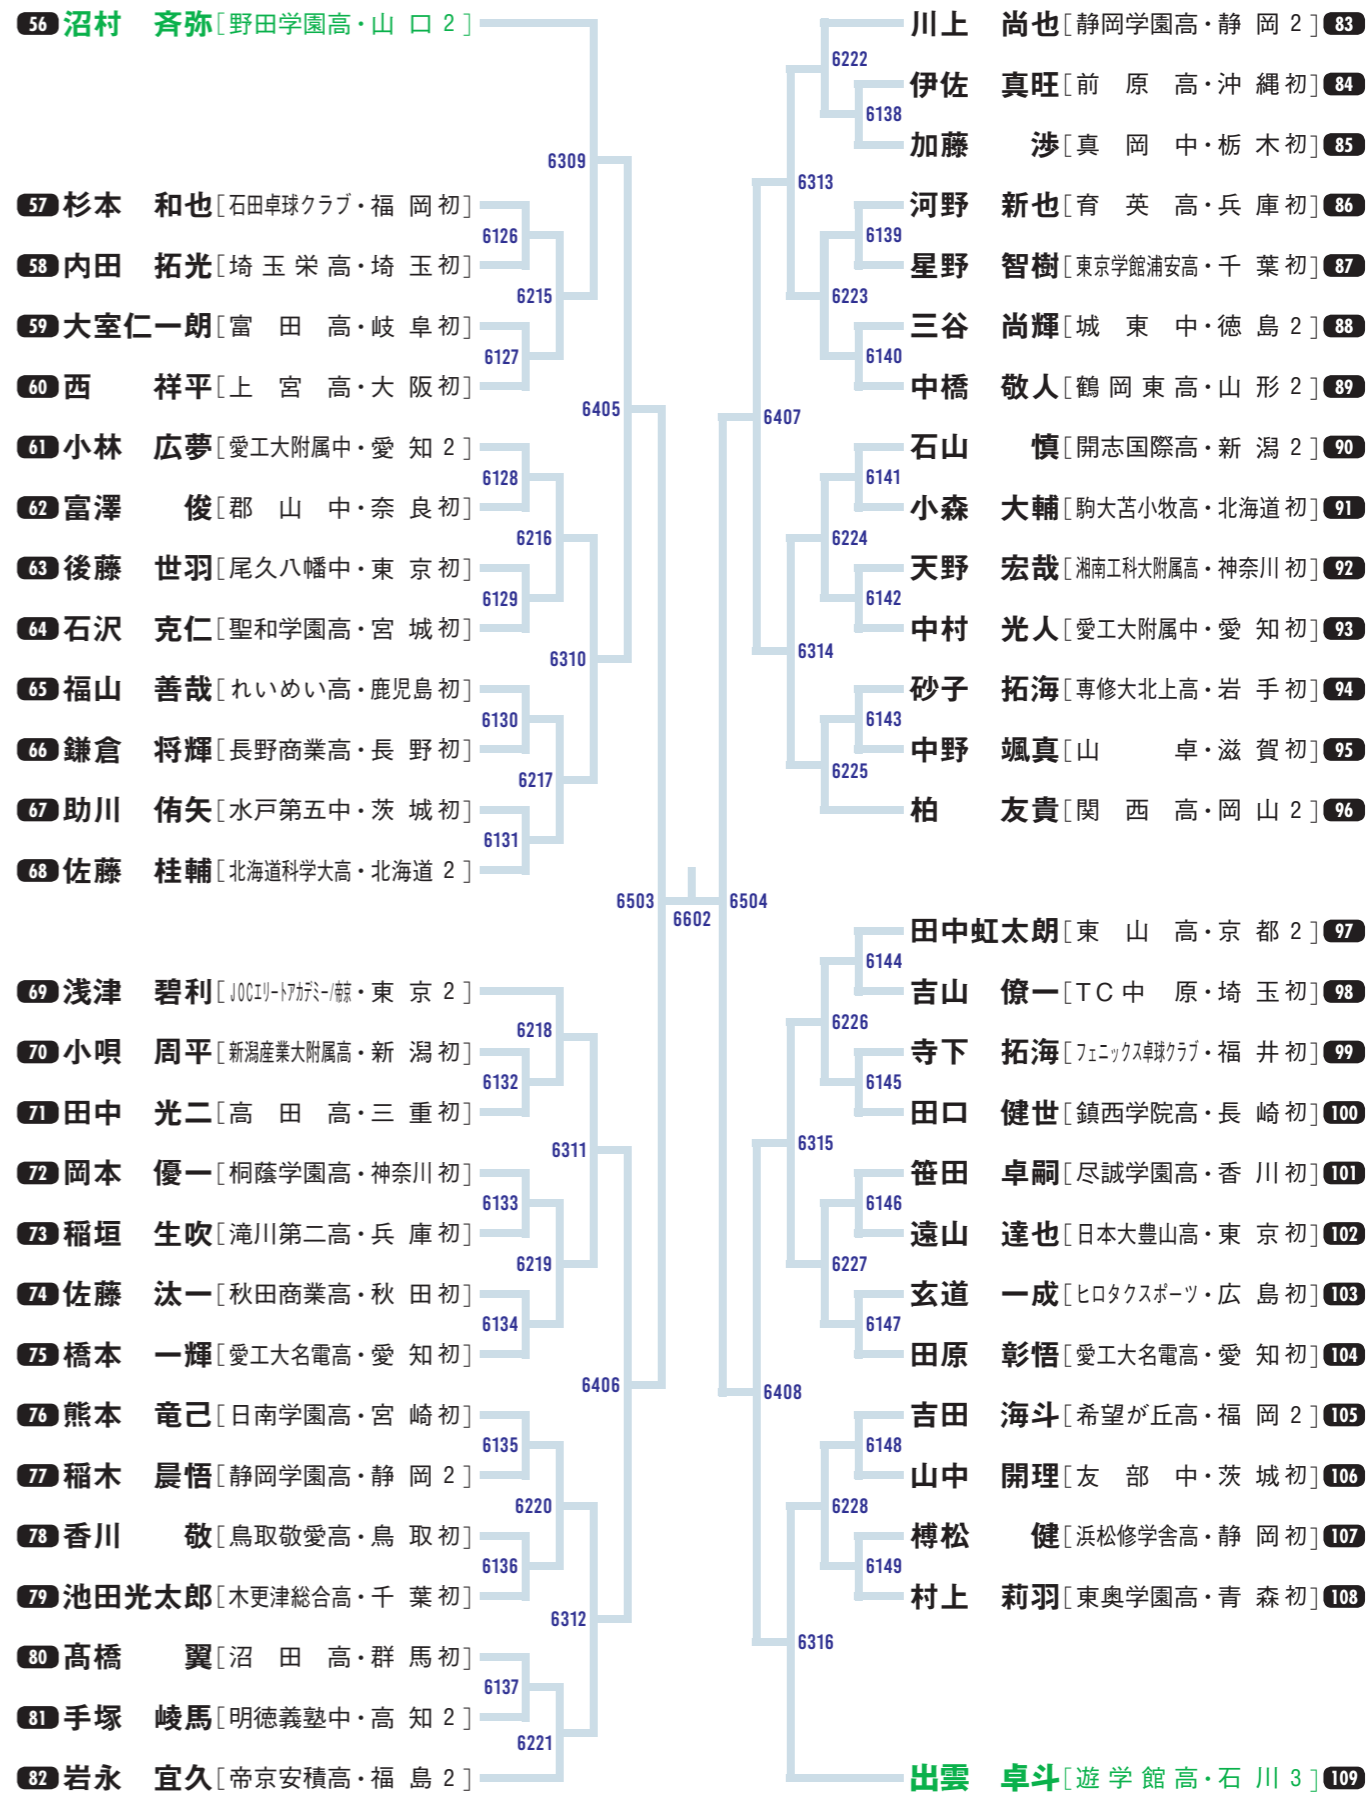 56 沼村 斉弥[野田学園高・山口2]
6309
57 杉本 和也[石田卓球クラブ・福岡初]
6126
58 内田 拓光[埼玉栄高・埼玉初]
6215
59 大室仁一朗[富田高・岐阜初]
6127
60 西 祥平[上宮高・大阪初]
6405
61 小林 広夢[愛工大附属中・愛知2]
6128
62 富澤 俊[郡山中・奈良初]
6216
63 後藤 世羽[尾久八幡中・東京初]
6129
64 石沢 克仁[聖和学園高・宮城初]
6310
65 福山 善哉[れいめい高・鹿児島初]
6130
66 鎌倉 将輝[長野商業高・長野初]
6217
67 助川 侑矢[水戸第五中・茨城初]
6131
68 佐藤 桂輔[北海道科学大高・北海道2]
6503
6602
69 浅津 碧利[JOCエリートアカデミー/帝京・東京2]
6218
70 小唄 周平[新潟産業大附属高・新潟初]
6132
71 田中 光二[高田高・三重初]
6311
72 岡本 優一[桐蔭学園高・神奈川初]
6133
73 稲垣 生吹[滝川第二高・兵庫初]
6219
74 佐藤 汰一[秋田商業高・秋田初]
6134
75 橋本 一輝[愛工大名電高・愛知初]
6406
76 熊本 竜己[日南学園高・宮崎初]
6135
77 稲木 晨悟[静岡学園高・静岡2]
6220
78 香川 敬[鳥取敬愛高・鳥取初]
6136
79 池田光太郎[木更津総合高・千葉初]
6312
80 髙橋 翼[沼田高・群馬初]
6137
81 手塚 崚馬[明徳義塾中・高知2]
6221
82 岩永 宜久[帝京安積高・福島2]
川上 尚也[静岡学園高・静岡2] 83
6222
伊佐 真旺[前原高・沖縄初] 84
6138
加藤 渉[真岡中・栃木初] 85
6313
河野 新也[育英高・兵庫初] 86
6139
星野 智樹[東京学館浦安高・千葉初] 87
6223
三谷 尚輝[城東中・徳島2] 88
6140
中橋 敬人[鶴岡東高・山形2] 89
6407
石山 慎[開志国際高・新潟2] 90
6141
小森 大輔[駒大苫小牧高・北海道初] 91
6224
天野 宏哉[湘南工科大附属高・神奈川初] 92
6142
中村 光人[愛工大附属中・愛知初] 93
6314
砂子 拓海[専修大北上高・岩手初] 94
6143
中野 颯真[山卓・滋賀初] 95
6225
柏 友貴[関西高・岡山2] 96
6504
田中虹太朗[東山高・京都2] 97
6144
吉山 僚一[TC中原・埼玉初] 98
6226
寺下 拓海[フェニックス卓球クラブ・福井初] 99
6145
田口 健世[鎮西学院高・長崎初] 100
6315
笹田 卓嗣[尽誠学園高・香川初] 101
6146
遠山 達也[日本大豊山高・東京初] 102
6227
玄道 一成[ヒロタクスポーツ・広島初] 103
6147
田原 彰悟[愛工大名電高・愛知初] 104
6408
吉田 海斗[希望が丘高・福岡2] 105
6148
山中 開理[友部中・茨城初] 106
6228
榑松 健[浜松修学舎高・静岡初] 107
6149
村上 莉羽[東奥学園高・青森初] 108
6316
出雲 卓斗[遊学館高・石川3] 109